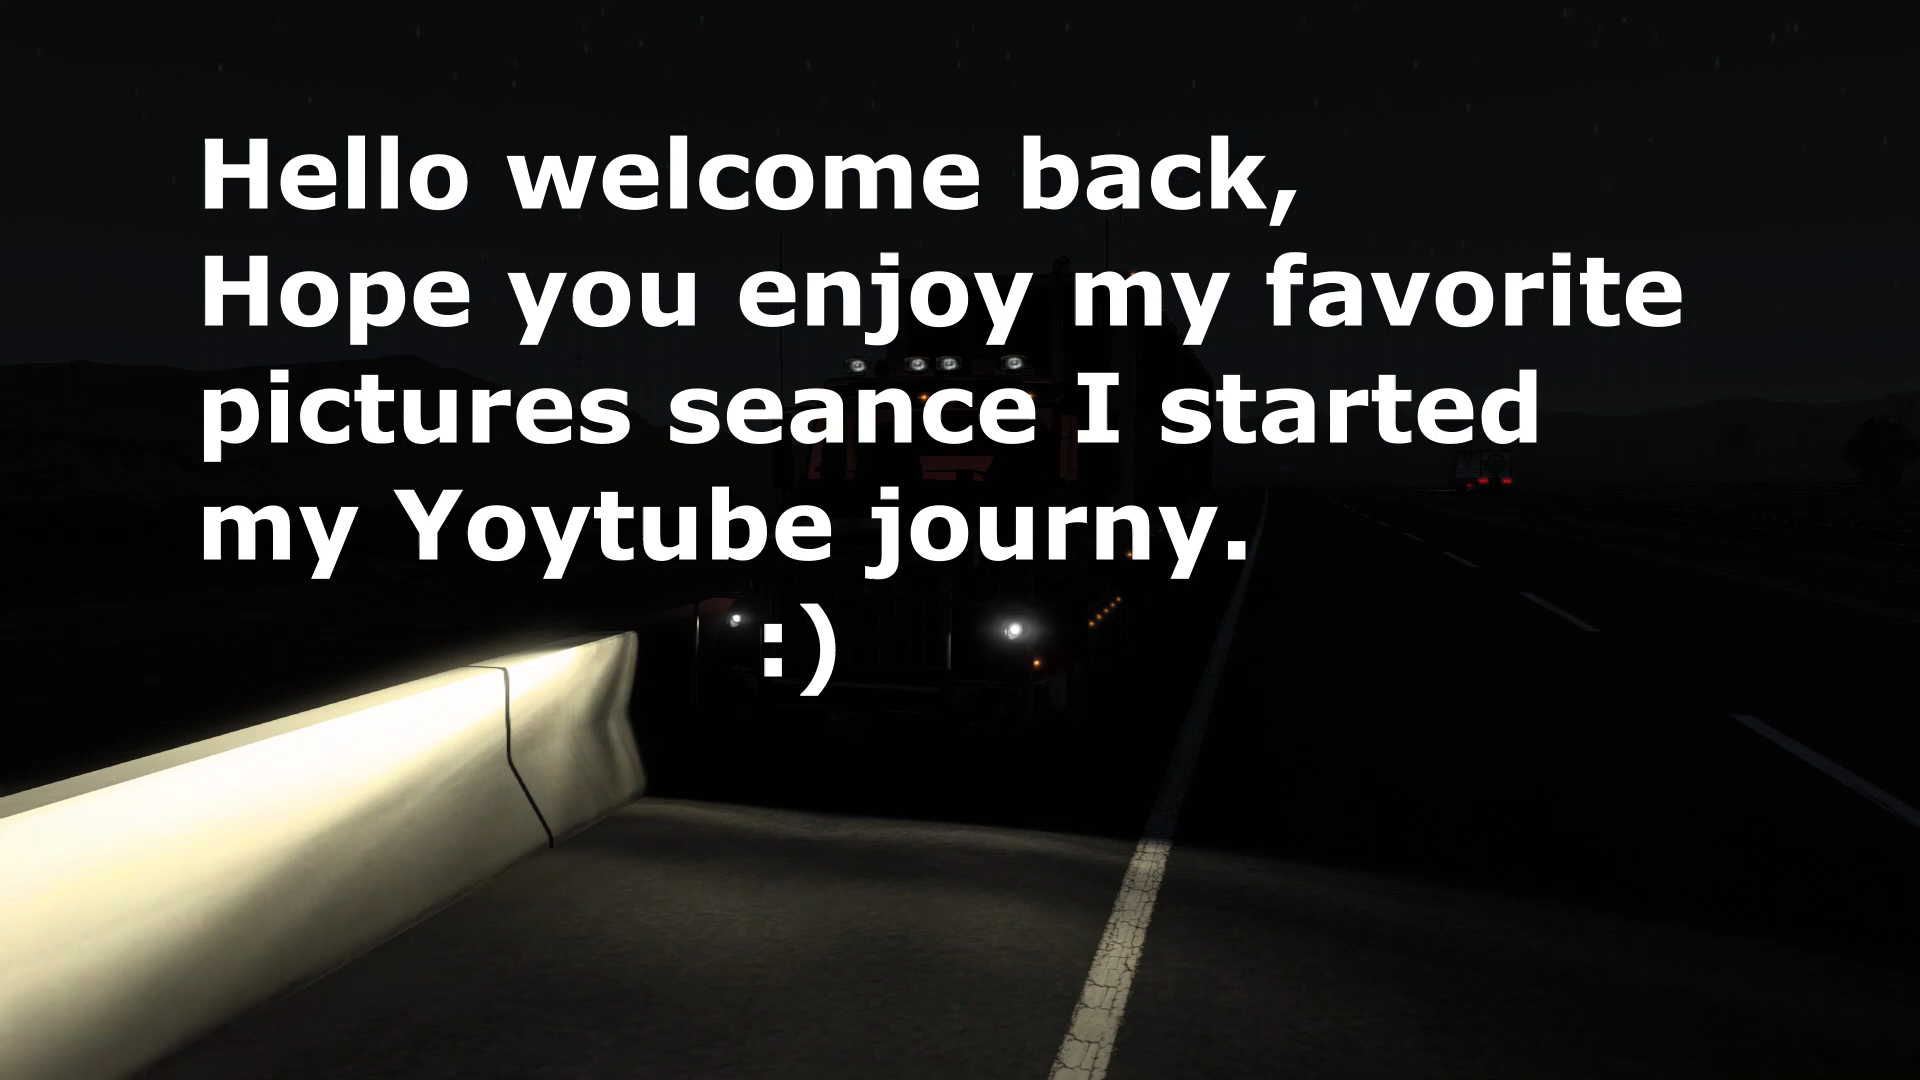 Hello welcome back,
Hope you enjoy my favorite
pictures seance I started
my Yoytube journy.
:)